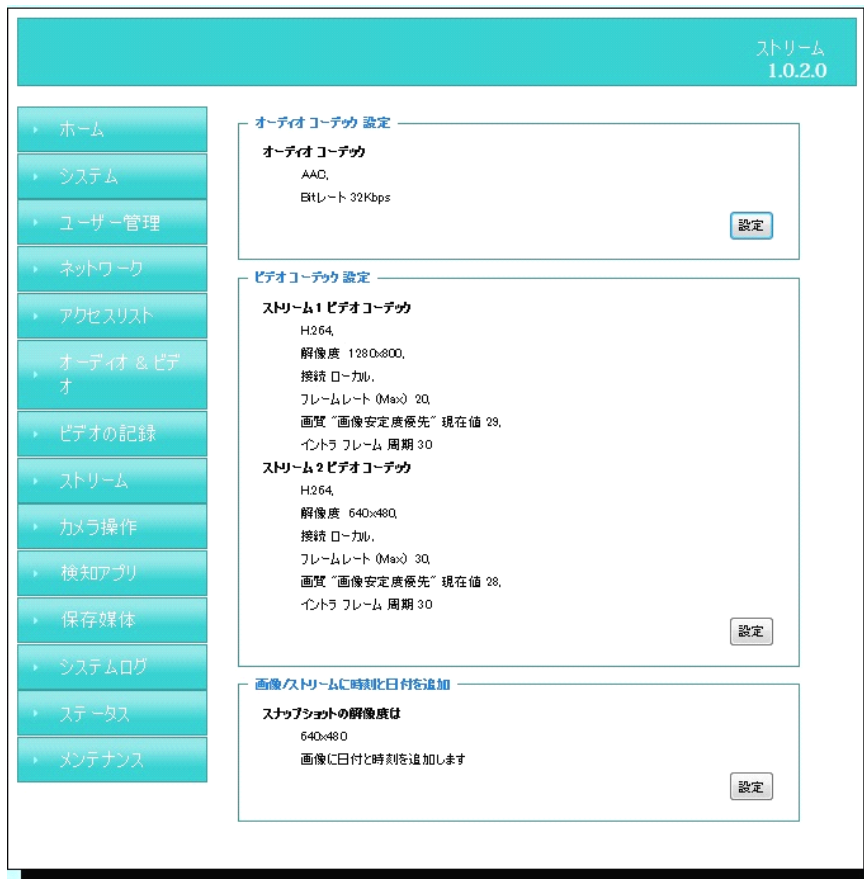 ストリーム
1.0.2.0
ホーム
システム
ユーザー管理
ネットワーク
アクセスリスト
オーディオ & ビデ
オ
ビデオの記録
ストリーム
カメラ操作
検知アプリ
保存媒体
システムログ
ステータス
メンテナンス
オーディオ コーデック 設定
オーディオ コーデック
AAC,
Bitレート 32Kbps
設定
ビデオ コーデック 設定
ストリーム 1 ビデオ コーデック
H.264,
解像度 1280x800,
接続 ローカル.
フレームレート (Max) 20,
画質 "画像安定度優先" 現在値 29,
イントラ フレーム 周期 30
ストリーム 2 ビデオ コーデック
H.264,
解像度 640x480,
接続 ローカル.
フレームレート (Max) 30,
画質 "画像安定度優先" 現在値 28,
イントラ フレーム 周期 30
設定
画像/ストリームに時刻と日付を追加
スナップショットの解像度は
640x480
画像に日付と時刻を追加します
設定